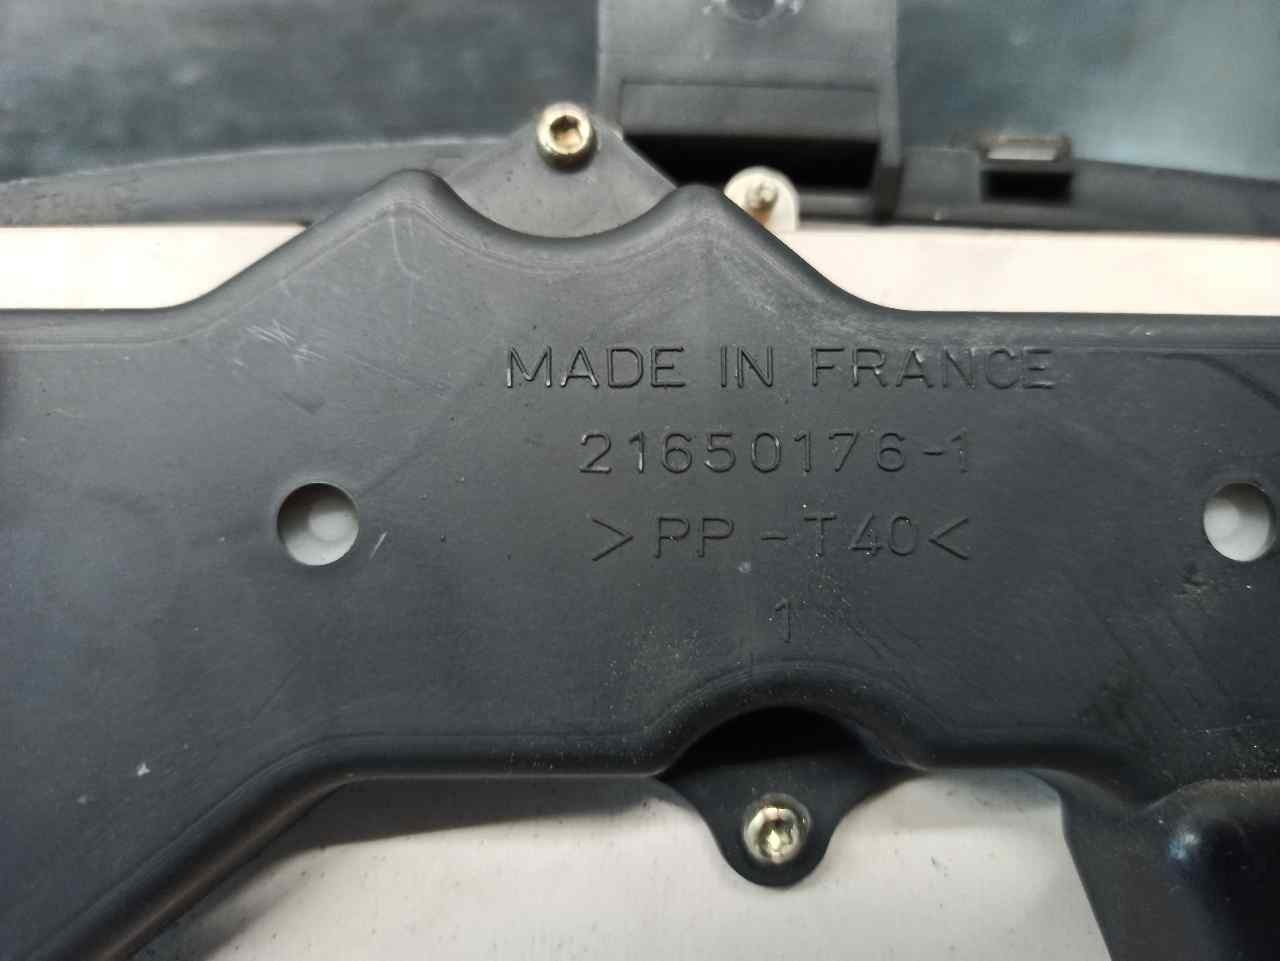 MADE IN FRANCE
21650176-1
>PP-T40<
1